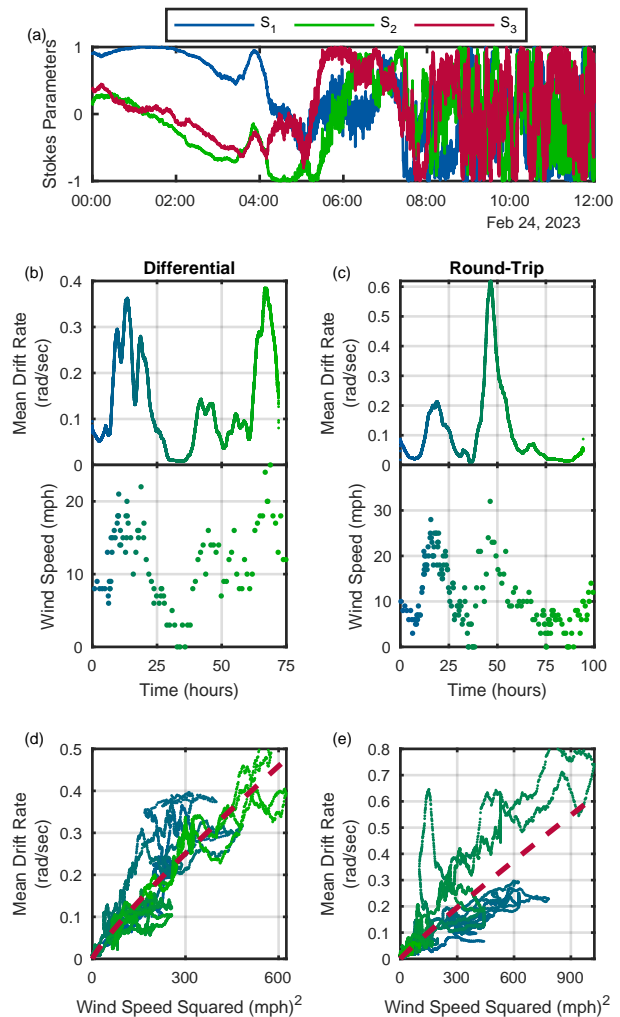 S1 S2 S3
(a)
Stokes Parameters
1
0
-1
00:00 02:00 04:00 06:00 08:00 10:00 12:00
Feb 24, 2023
(b) Differential
Mean Drift Rate
(rad/sec)
0.4
0.3
0.2
0.1
0
Wind Speed (mph)
20
10
0
0 25 50 75
Time (hours)
(c) Round-Trip
Mean Drift Rate
(rad/sec)
0.6
0.5
0.4
0.3
0.2
0.1
0
Wind Speed (mph)
30
20
10
0
0 25 50 75 100
Time (hours)
(d)
Mean Drift Rate
(rad/sec)
0.5
0.4
0.3
0.2
0.1
0
0 300 600
Wind Speed Squared (mph)2
(e)
Mean Drift Rate
(rad/sec)
0.8
0.7
0.6
0.5
0.4
0.3
0.2
0.1
0
0 300 600 900
Wind Speed Squared (mph)2